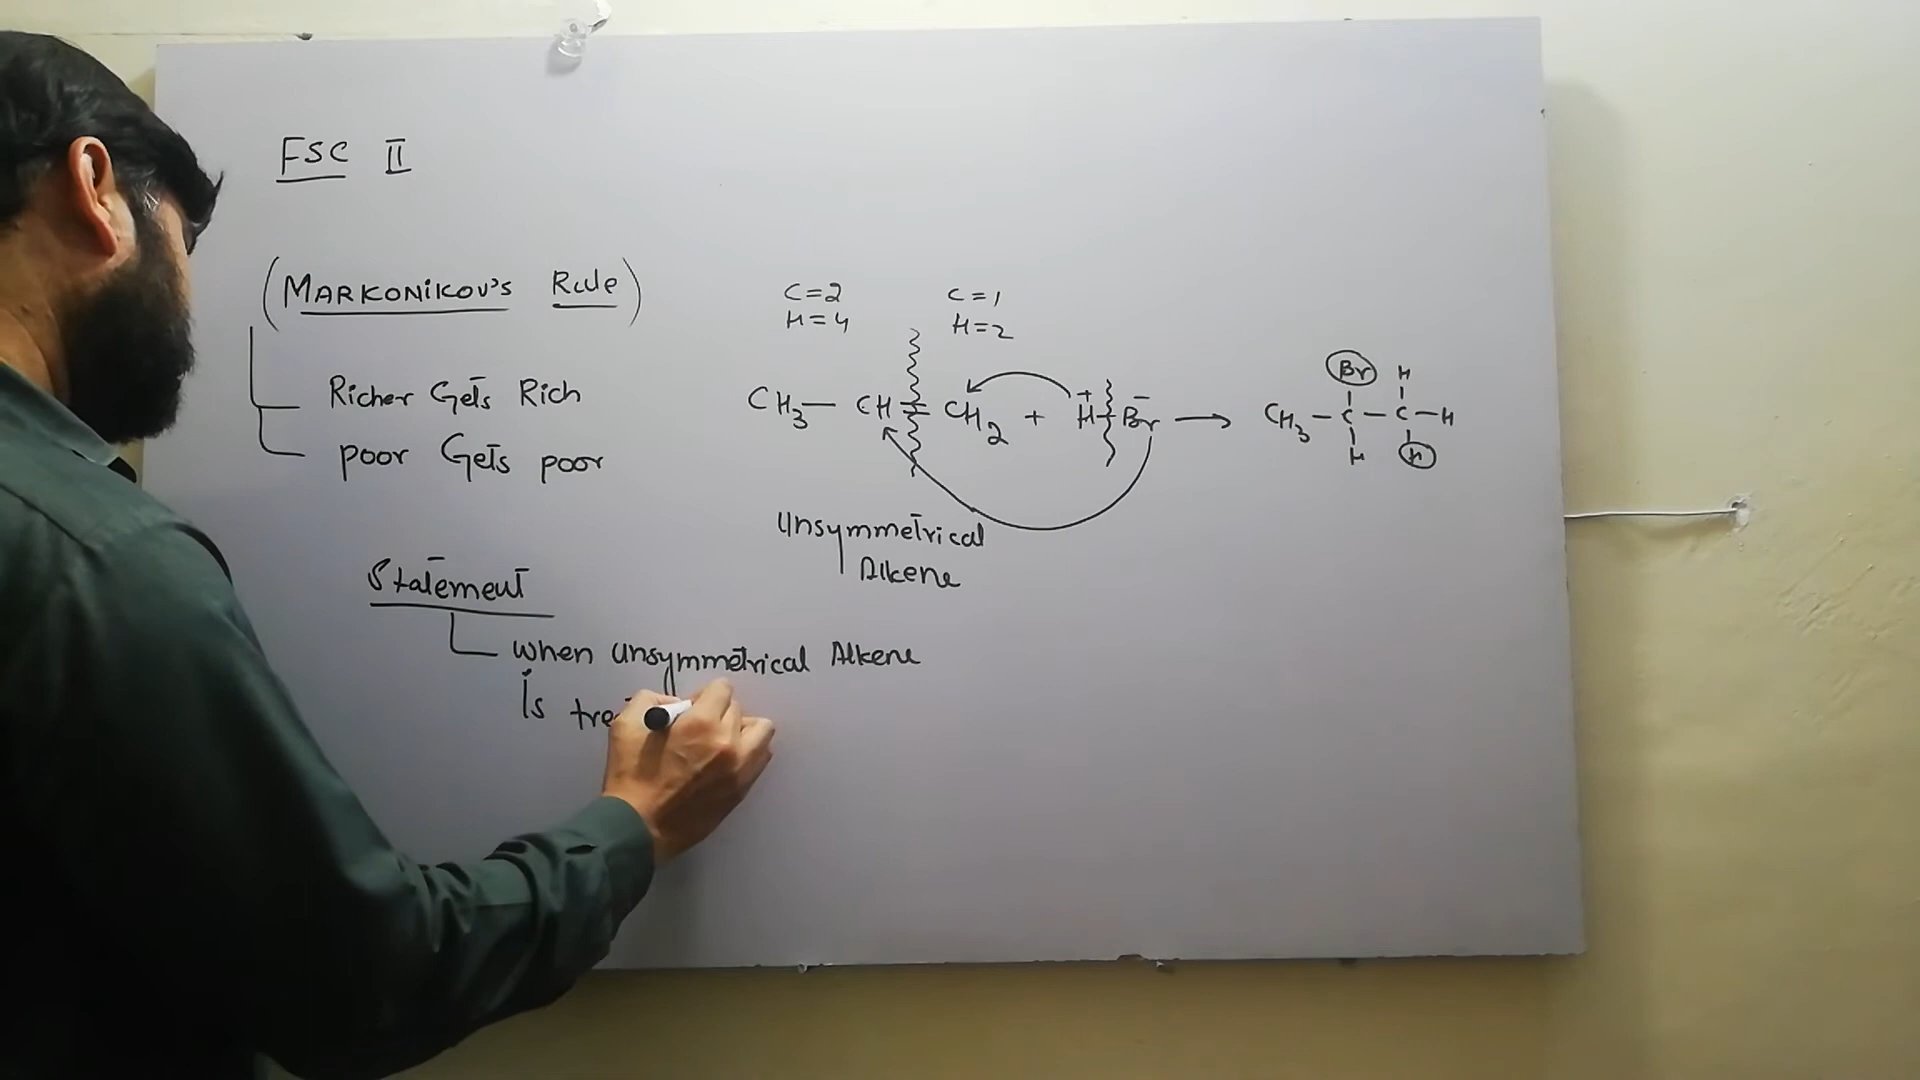 FSC II
(MARKONiKOV's Rule)
Richer Gets Rich
poor Gets poor
C=2
H=4
C=1
H=2
CH3— CH = CH2 + H+ – Br- →
Br H
CH3 – C – C – H
H H
Unsymmetrical
Alkene
Statement
when unsymmetrical Alkene
is